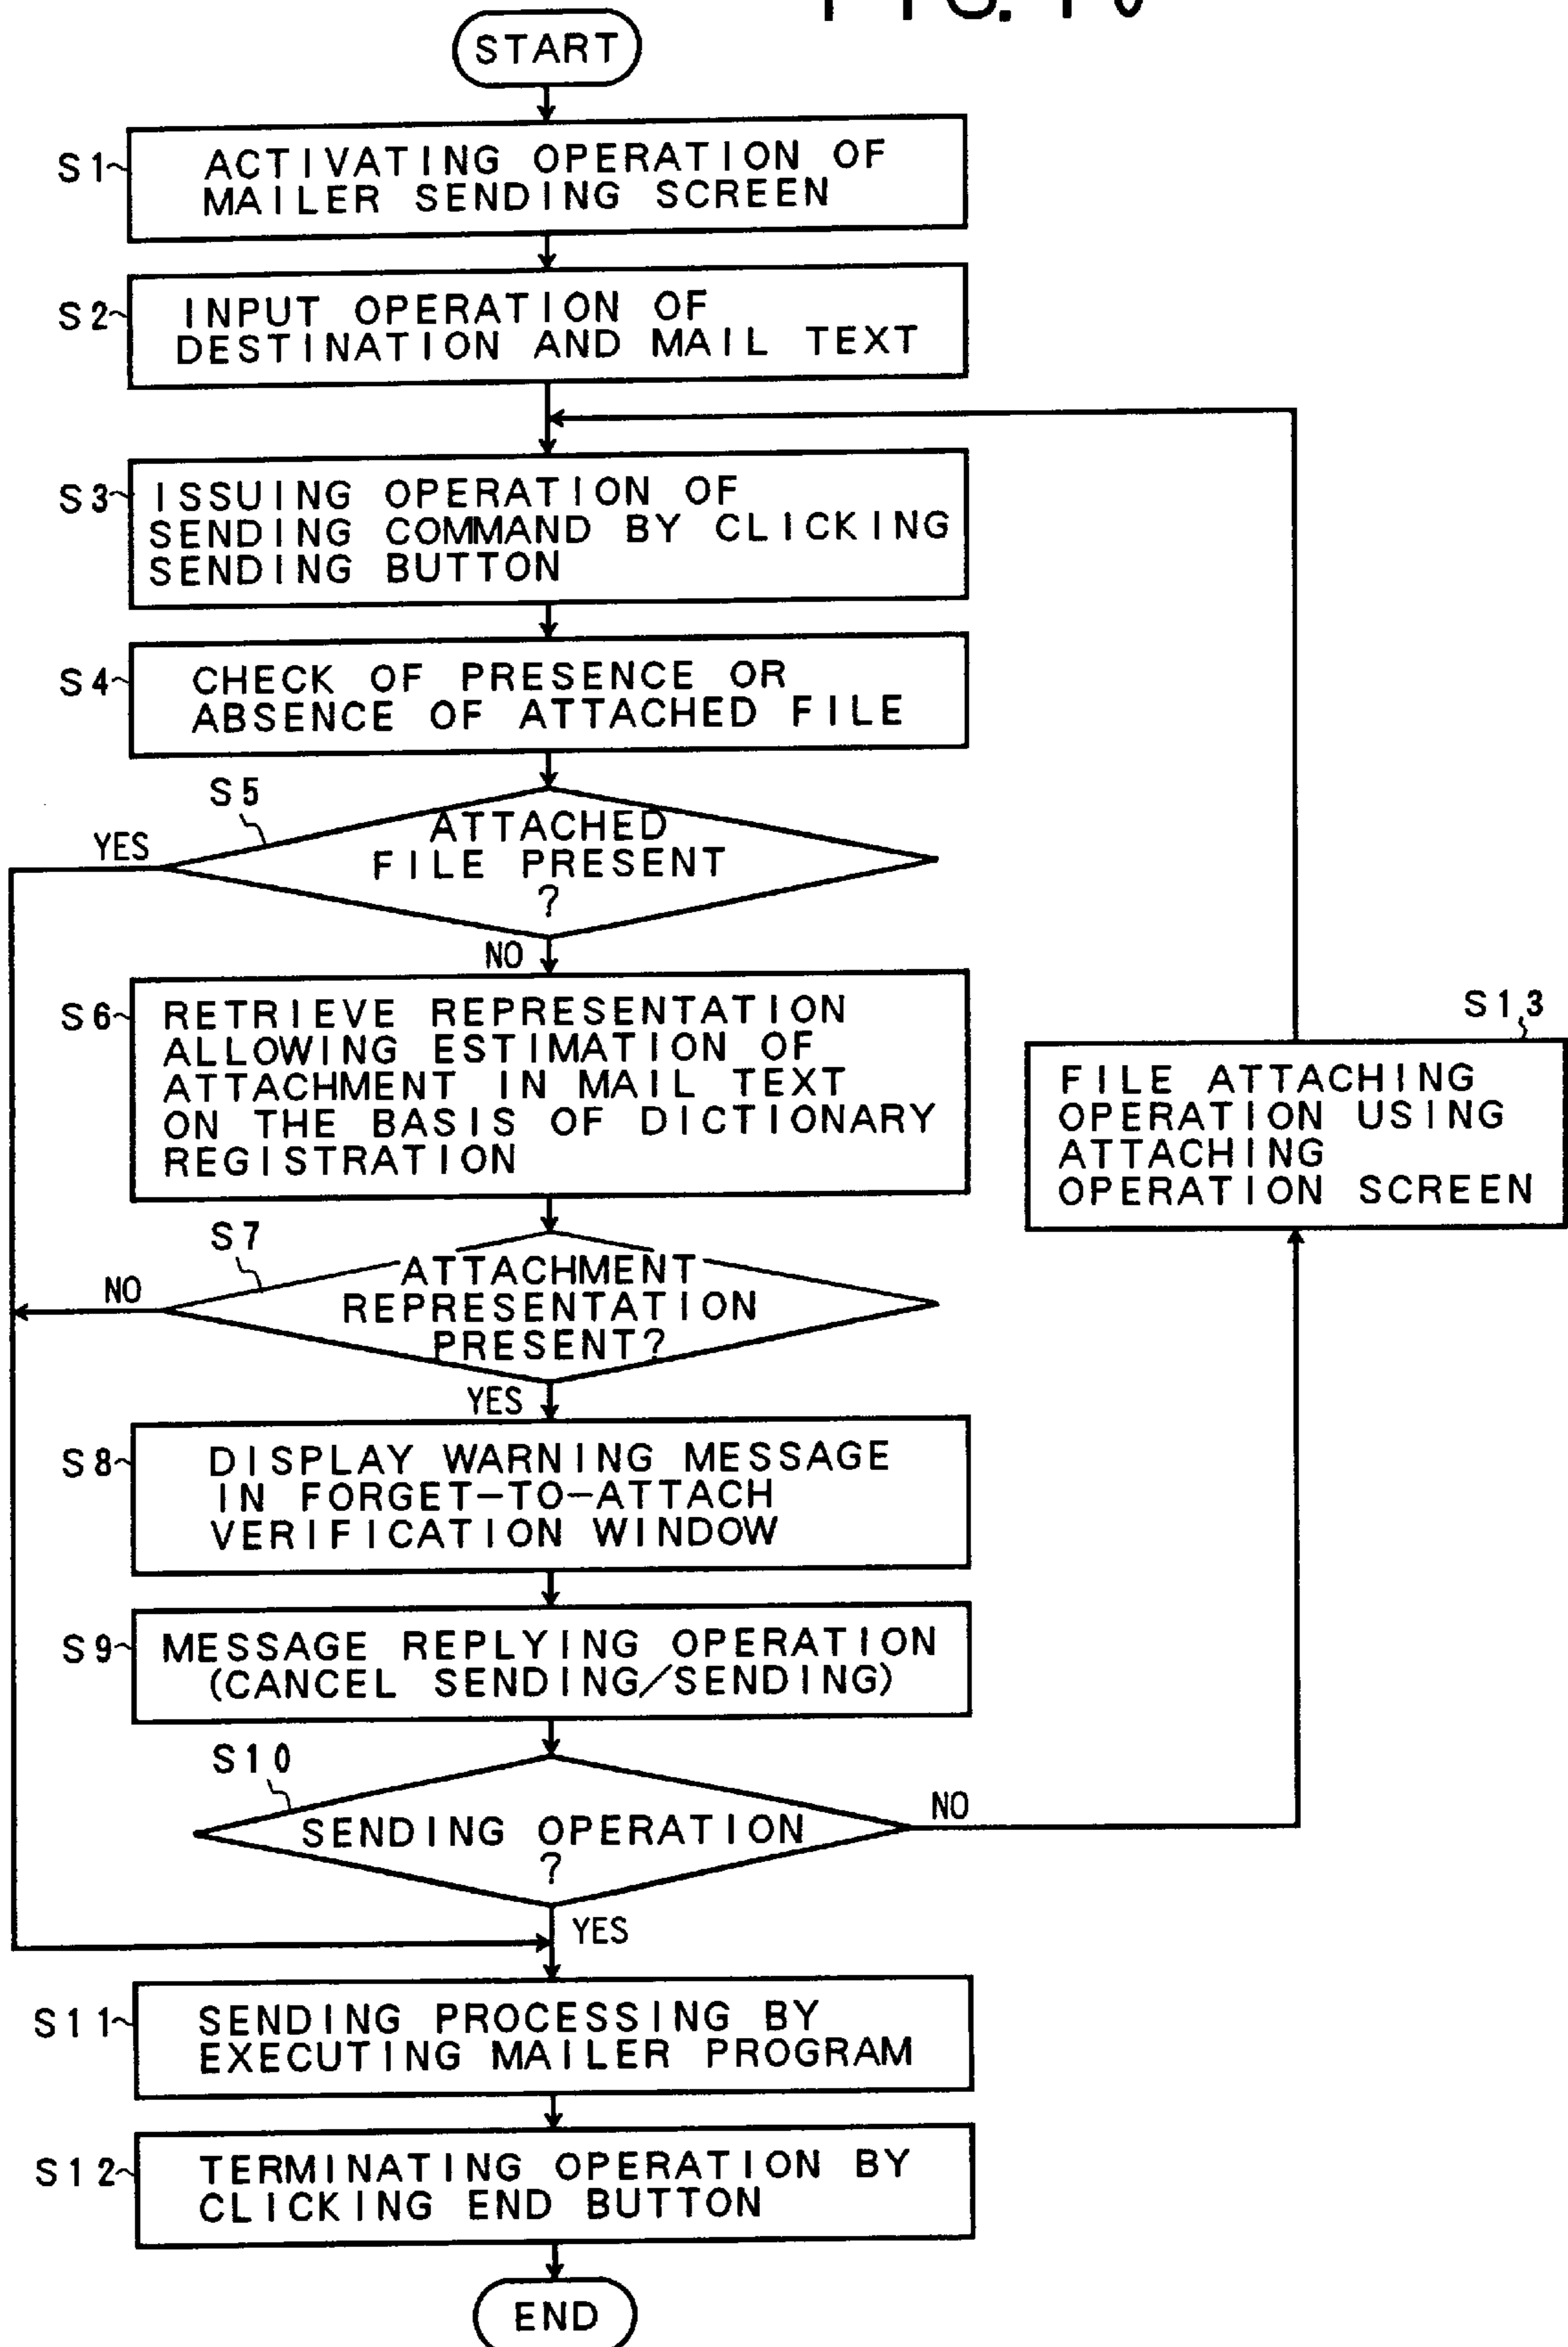 START
S1
ACTIVATING OPERATION OF
MAILER SENDING SCREEN
S2
INPUT OPERATION OF
DESTINATION AND MAIL TEXT
S3
ISSUING OPERATION OF
SENDING COMMAND BY CLICKING
SENDING BUTTON
S4
CHECK OF PRESENCE OR
ABSENCE OF ATTACHED FILE
S5
YES
ATTACHED
FILE PRESENT
?
NO
S6
RETRIEVE REPRESENTATION
ALLOWING ESTIMATION OF
ATTACHMENT IN MAIL TEXT
ON THE BASIS OF DICTIONARY
REGISTRATION
S13
FILE ATTACHING
OPERATION USING
ATTACHING
OPERATION SCREEN
S7
NO
ATTACHMENT
REPRESENTATION
PRESENT?
YES
S8
DISPLAY WARNING MESSAGE
IN FORGET-TO-ATTACH
VERIFICATION WINDOW
S9
MESSAGE REPLYING OPERATION
(CANCEL SENDING/SENDING)
S10
SENDING OPERATION
?
NO
YES
S11
SENDING PROCESSING BY
EXECUTING MAILER PROGRAM
S12
TERMINATING OPERATION BY
CLICKING END BUTTON
END